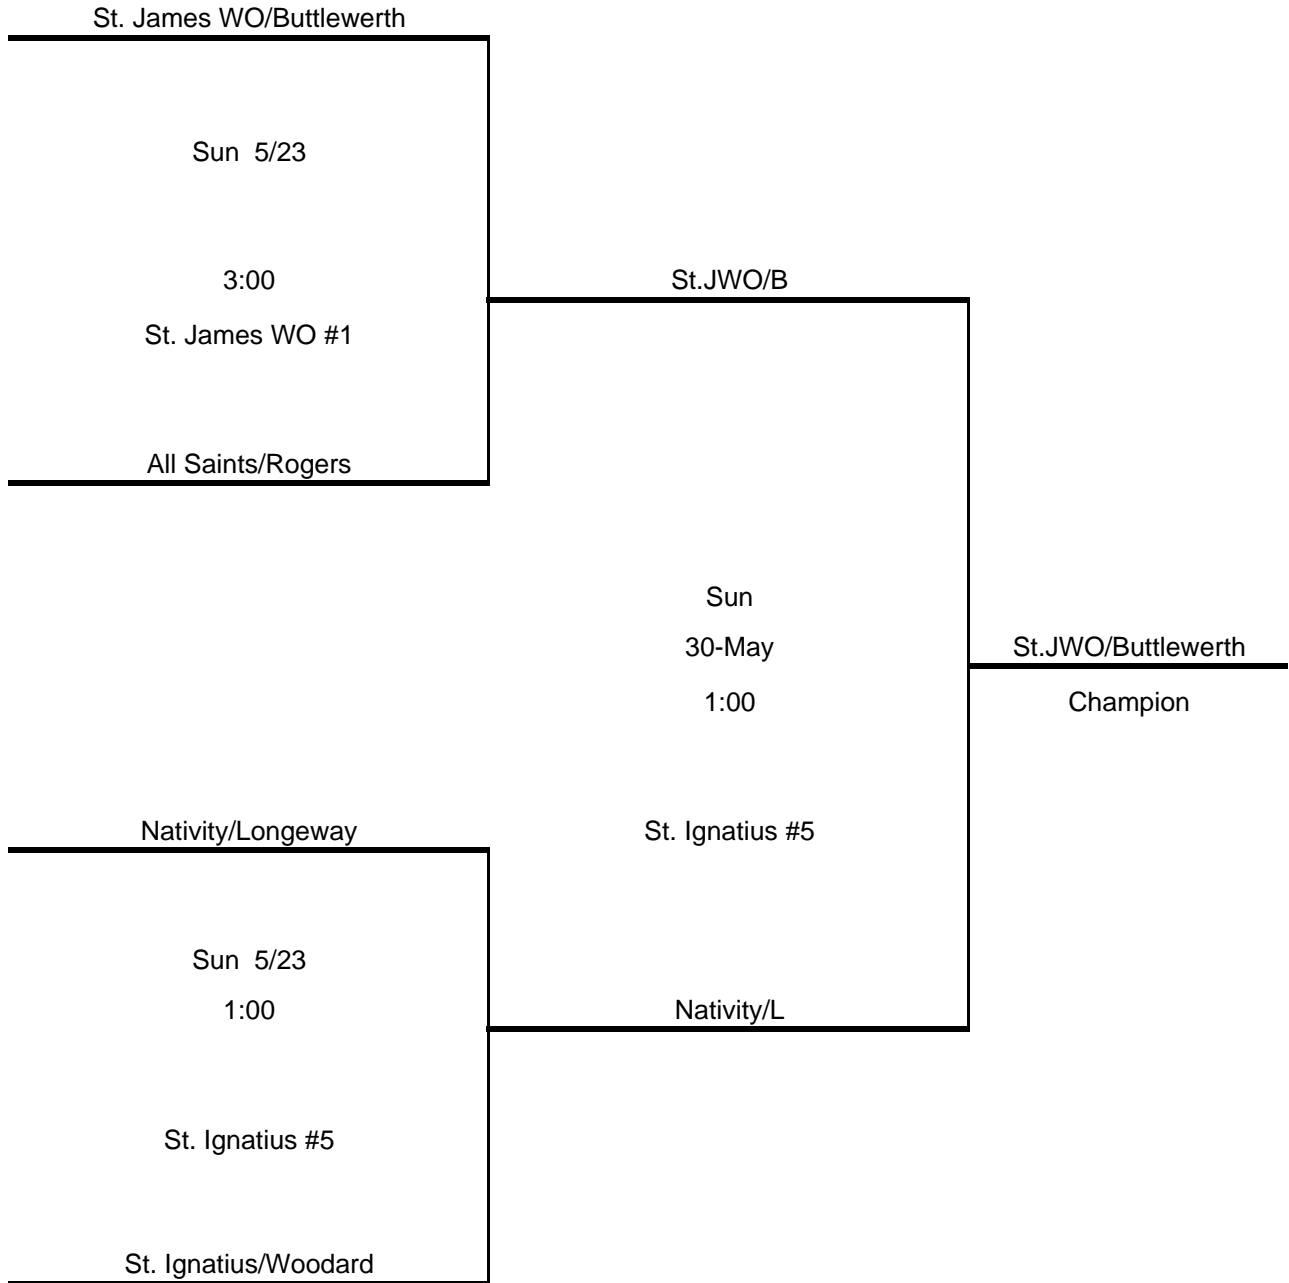 St. James WO/Buttlewerth
Sun 5/23
3:00
St.JWO/B
St. James WO #1
All Saints/Rogers
Sun
30-May
St.JWO/Buttlewerth
1:00
Champion
Nativity/Longeway
St. Ignatius #5
Sun 5/23
1:00
Nativity/L
St. Ignatius #5
St. Ignatius/Woodard